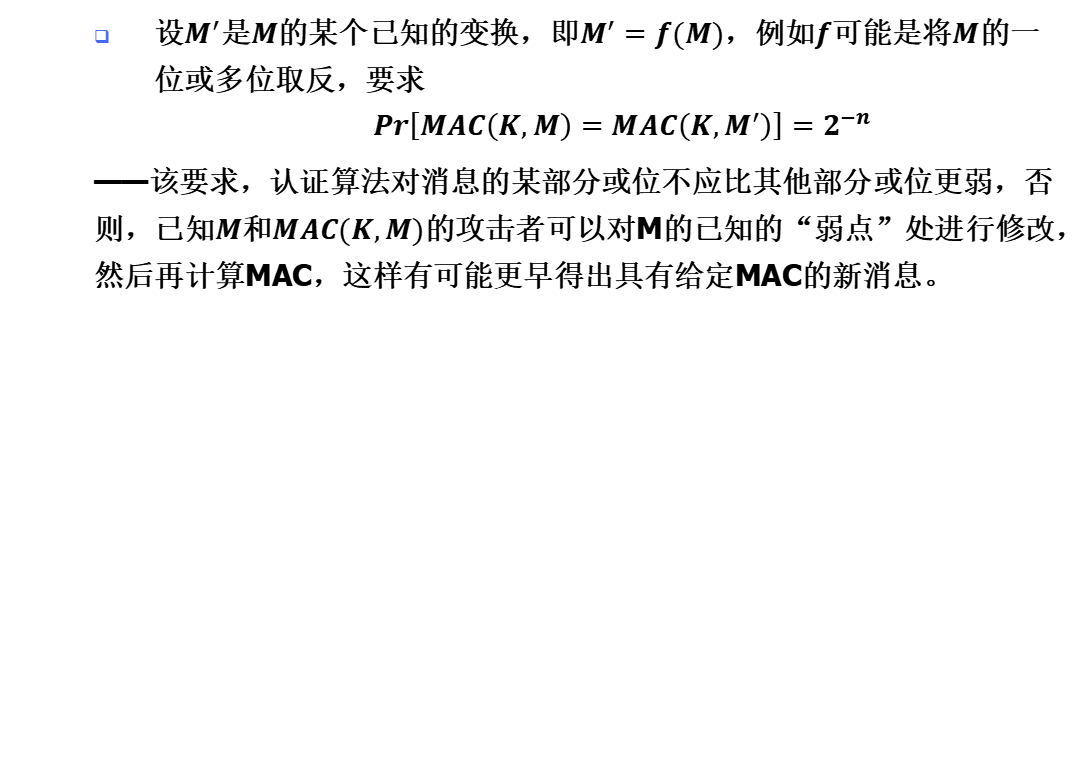 设M′是M的某个已知的变换，即M′ = f(M)，例如f可能是将M的一
位或多位取反，要求
Pr[MAC(K, M) = MAC(K, M′)] = 2⁻ⁿ
——该要求，认证算法对消息的某部分或位不应比其他部分或位更弱，否
则，已知M和MAC(K, M)的攻击者可以对M的已知的“弱点”处进行修改，
然后再计算MAC，这样有可能更早得出具有给定MAC的新消息。